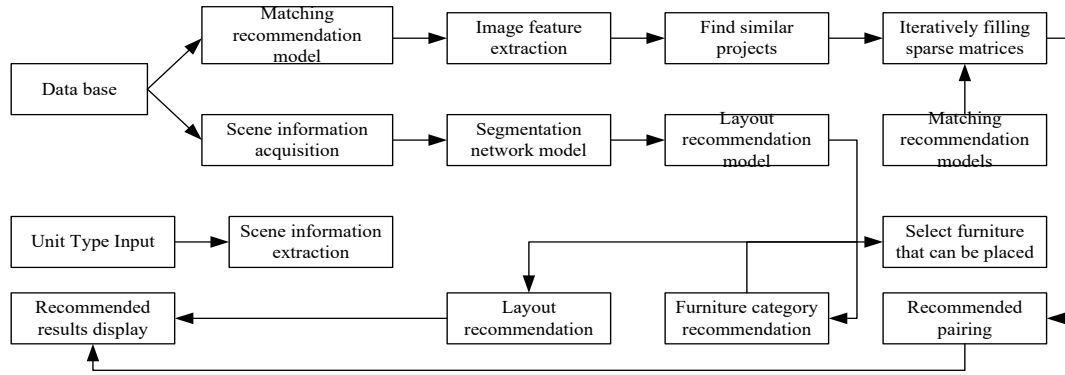 Matching
recommendation
model
Image feature
extraction
Find similar
projects
Iteratively filling
sparse matrices
Data base
Scene information
acquisition
Segmentation
network model
Layout
recommendation
model
Matching
recommendation
models
Unit Type Input
Scene information
extraction
Select furniture
that can be placed
Recommended
results display
Layout
recommendation
Furniture category
recommendation
Recommended
pairing